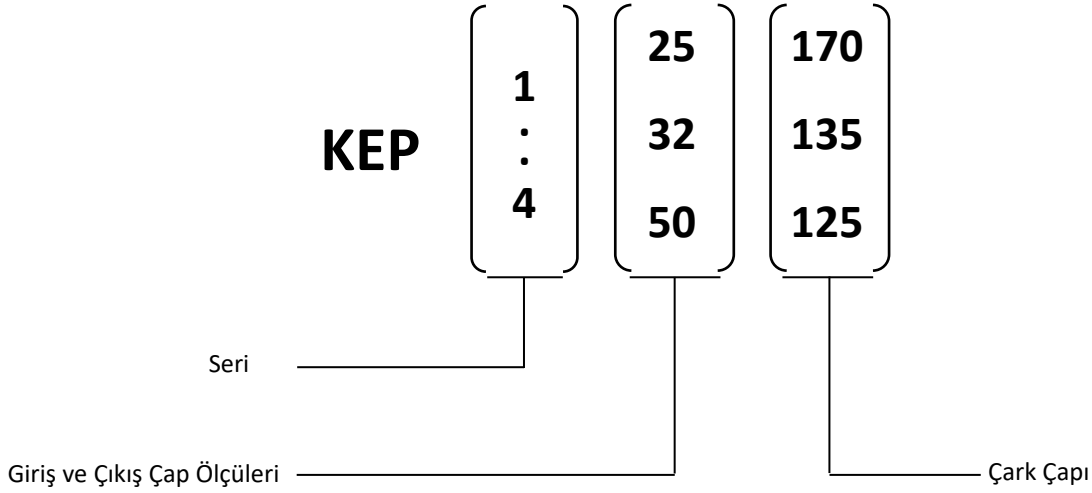 25 170
1
.
KEP 32 135
.
4
50 125
Seri
Giriş ve Çıkış Çap Ölçüleri
Çark Çapı